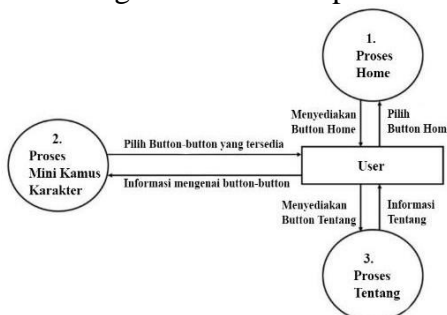 1.
Proses
Home
Menyediakan
Button Home
Pilih
Button Hom
2.
Proses
Mini Kamus
Karakter
Pilih Button-button yang tersedia
Informasi mengenai button-button
User
Menyediakan
Button Tentang
Informasi
Tentang
3.
Proses
Tentang